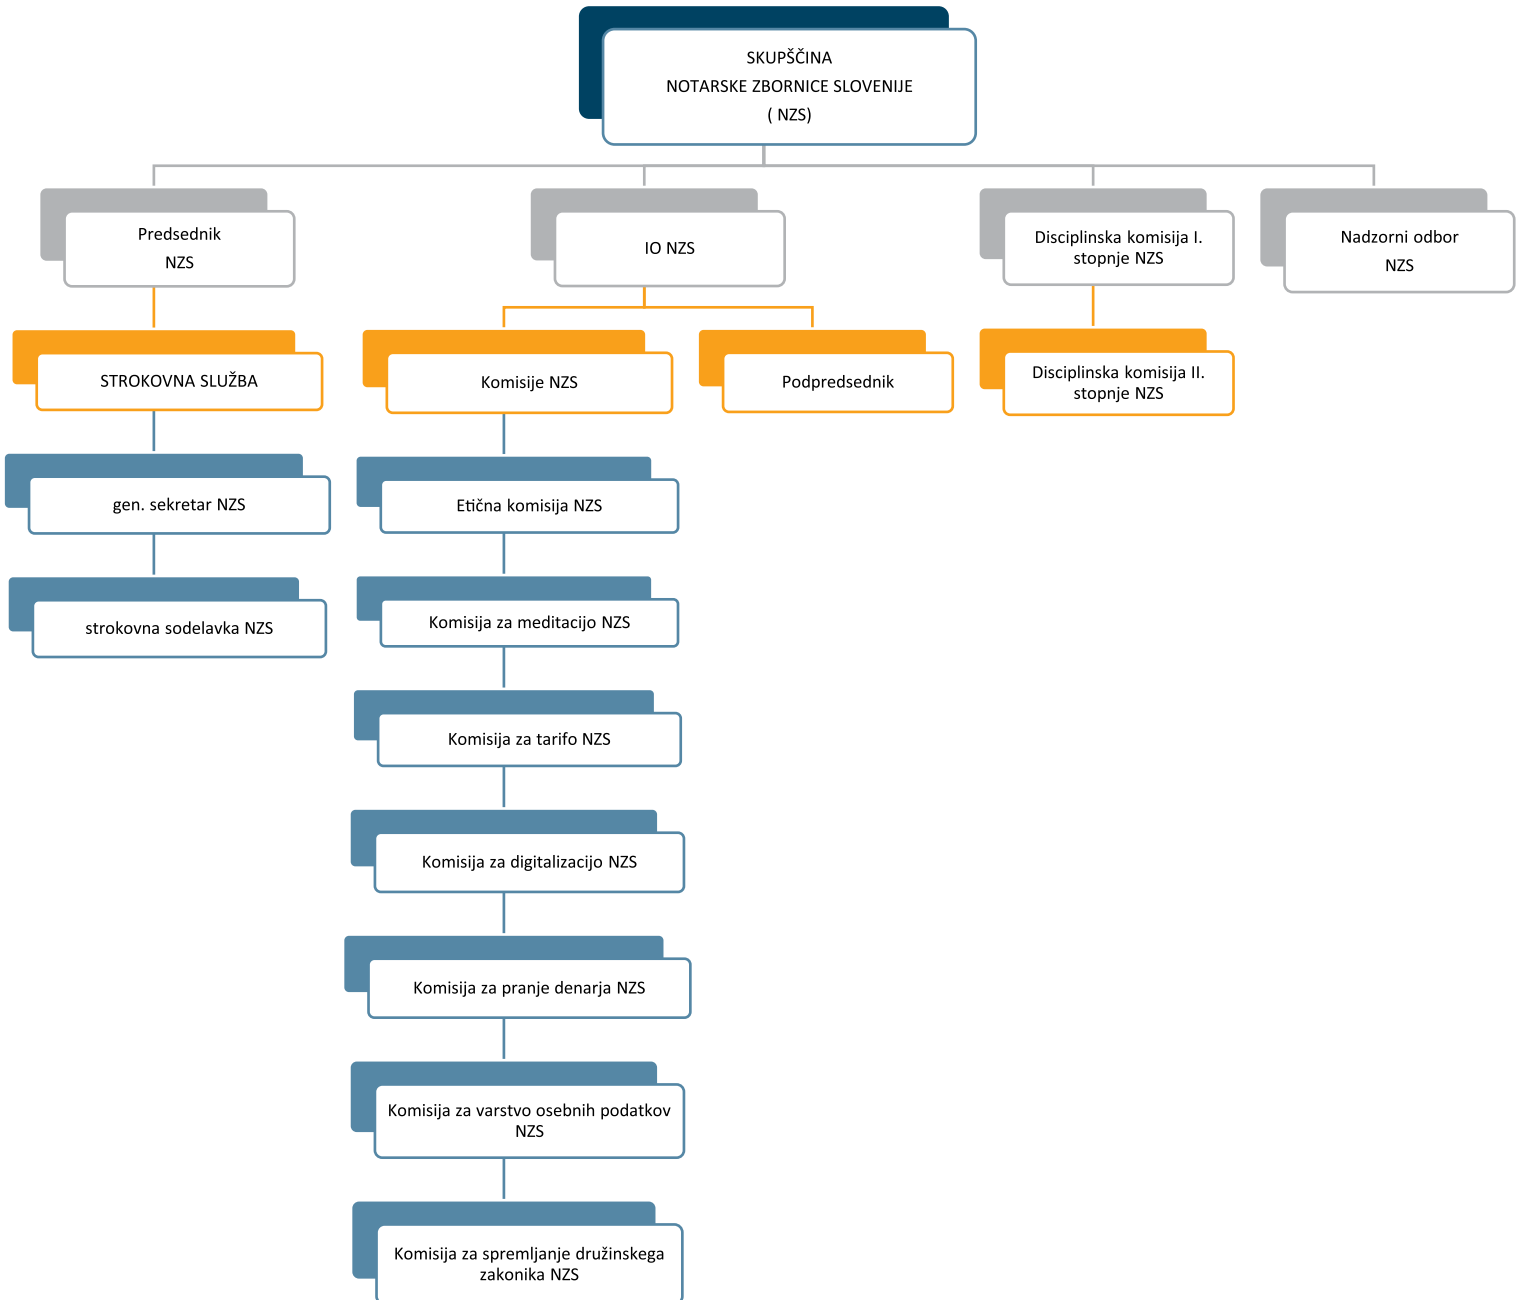 SKUPŠČINA
NOTARSKE ZBORNICE SLOVENIJE
( NZS)
Predsednik
NZS
IO NZS
Disciplinska komisija I.
stopnje NZS
Nadzorni odbor
NZS
STROKOVNA SLUŽBA
Komisije NZS
Podpredsednik
Disciplinska komisija II.
stopnje NZS
gen. sekretar NZS
Etična komisija NZS
strokovna sodelavka NZS
Komisija za meditacijo NZS
Komisija za tarifo NZS
Komisija za digitalizacijo NZS
Komisija za pranje denarja NZS
Komisija za varstvo osebnih podatkov
NZS
Komisija za spremljanje družinskega
zakonika NZS